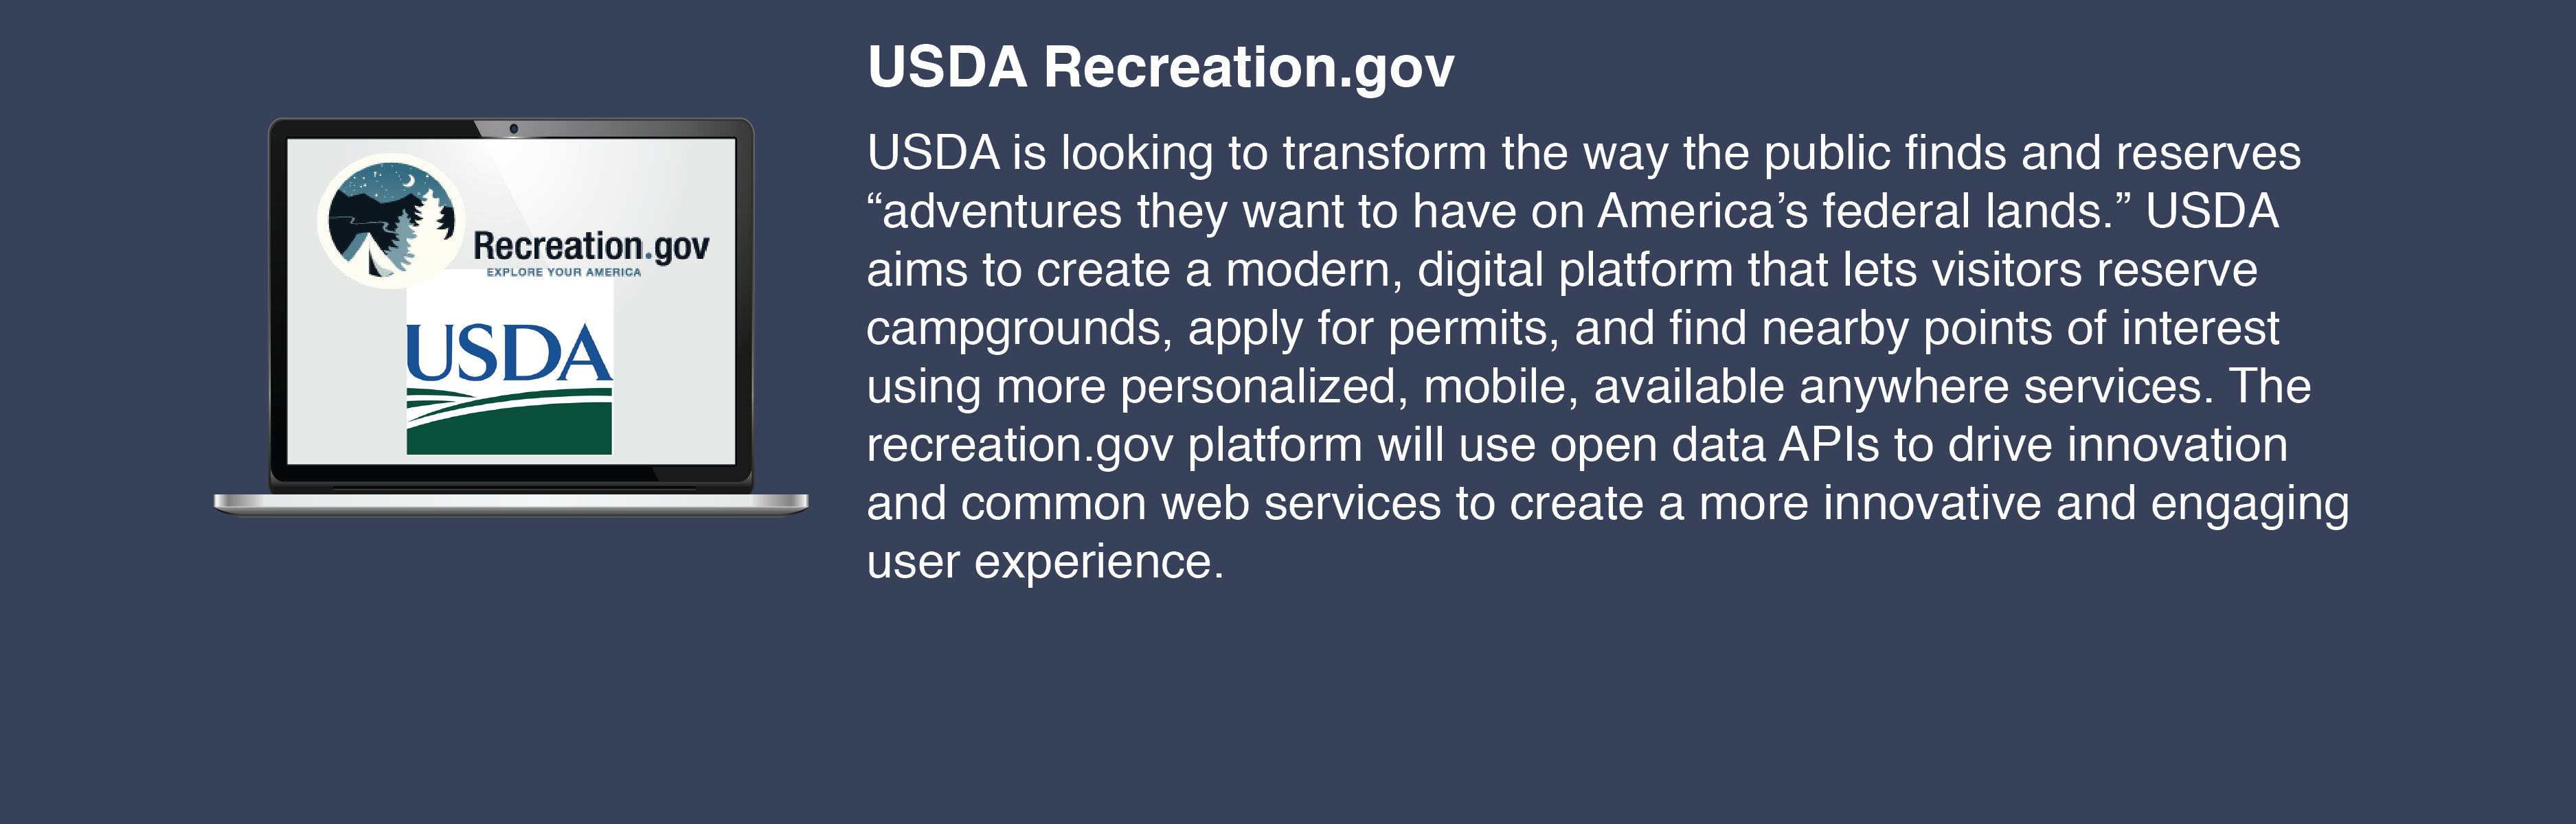 USDA Recreation.gov
USDA is looking to transform the way the public finds and reserves
“adventures they want to have on America’s federal lands.” USDA
aims to create a modern, digital platform that lets visitors reserve
campgrounds, apply for permits, and find nearby points of interest
using more personalized, mobile, available anywhere services. The
recreation.gov platform will use open data APIs to drive innovation
and common web services to create a more innovative and engaging
user experience.
Recreation.gov
EXPLORE YOUR AMERICA
USDA